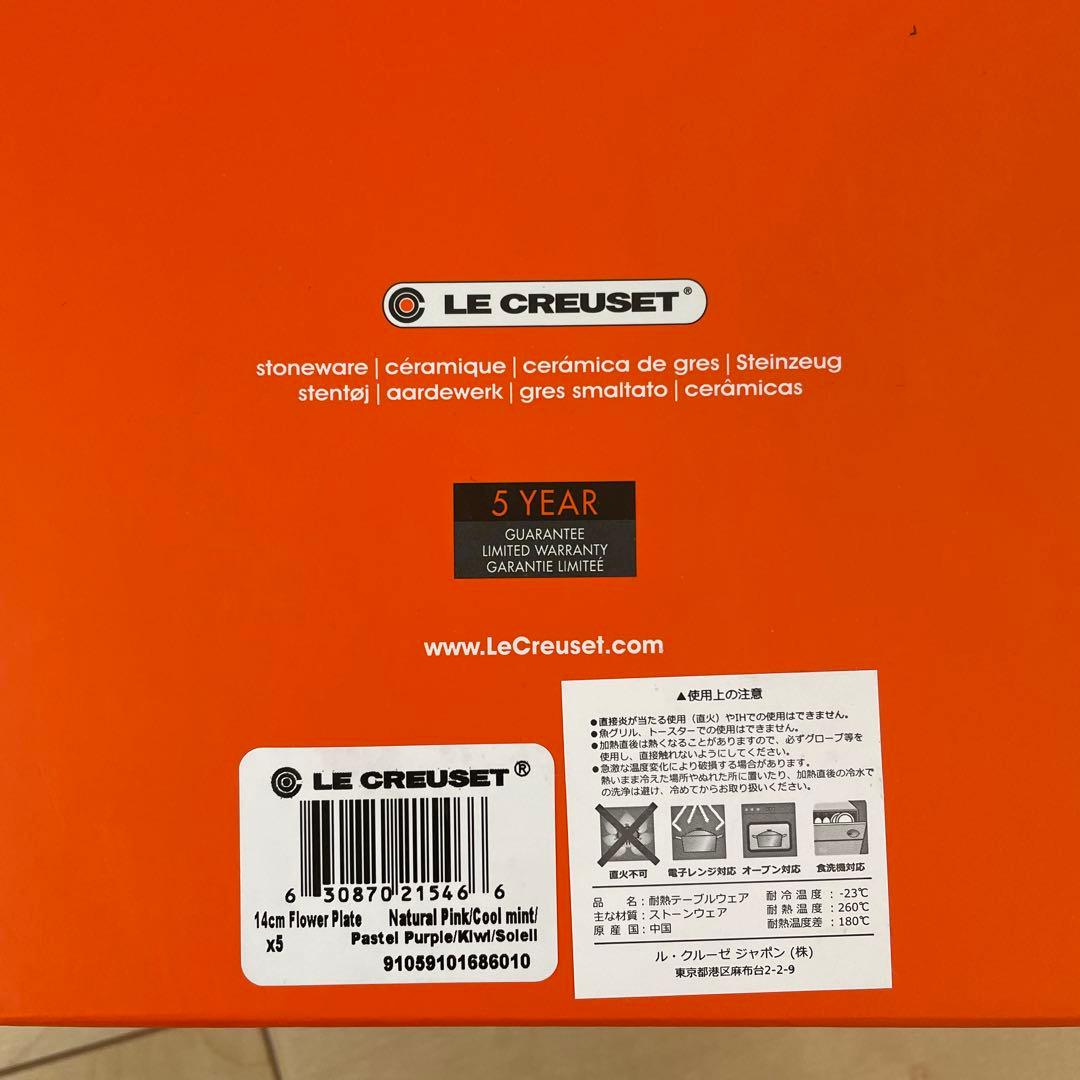 LE CREUSET®
stoneware | céramique | cerámica de gres | Steinzeug
stentøj | aardewerk | gres smaltato | cerâmicas
5 YEAR
GUARANTEE
LIMITED WARRANTY
GARANTIE LIMITEÉ
www.LeCreuset.com
LE CREUSET®
6 30870 21546 6
14cm Flower Plate Natural Pink/Cool mint/
x5 Pastel Purple/Kiwi/Soleil
91059101686010
▲使用上の注意
●直接炎が当たる使用（直火）やIHでの使用はできません。
●魚グリル、トースターでの使用はできません。
●加熱直後は熱くなることがありますので、必ずグローブ等を
使用し、直接触れないようにしてください。
●急激な温度変化により破損する場合があります。
熱いまま冷えた場所やぬれた所に置いたり、加熱直後の冷水で
の洗浄は避け、冷めてからお取り扱いください。
直火不可 電子レンジ対応 オーブン対応 食洗機対応
品 名：耐熱テーブルウェア 耐冷温度：-23℃
主な材質：ストーンウェア 耐熱温度：260℃
原産国：中国 耐熱温度差：180℃
ル・クルーゼ ジャポン (株)
東京都港区麻布台2-2-9